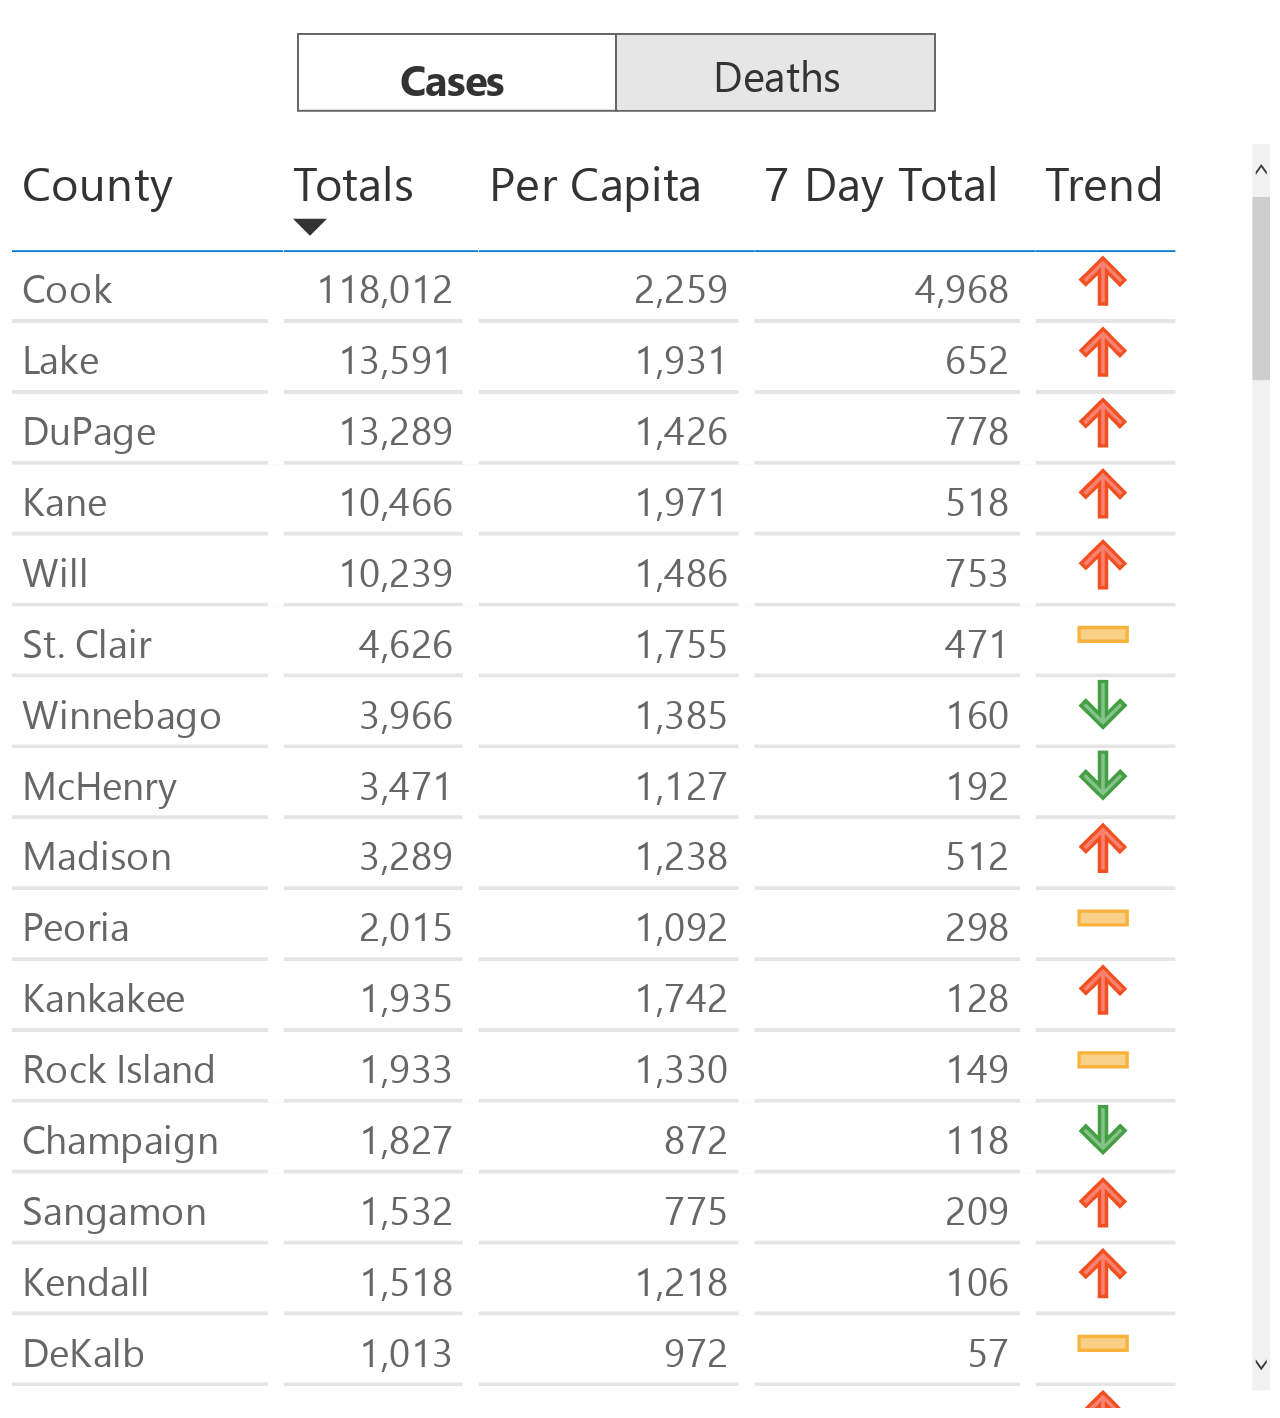 Cases Deaths
County Totals Per Capita 7 Day Total Trend
Cook 118,012 2,259 4,968
Lake 13,591 1,931 652
DuPage 13,289 1,426 778
Kane 10,466 1,971 518
Will 10,239 1,486 753
St. Clair 4,626 1,755 471
Winnebago 3,966 1,385 160
McHenry 3,471 1,127 192
Madison 3,289 1,238 512
Peoria 2,015 1,092 298
Kankakee 1,935 1,742 128
Rock Island 1,933 1,330 149
Champaign 1,827 872 118
Sangamon 1,532 775 209
Kendall 1,518 1,218 106
DeKalb 1,013 972 57